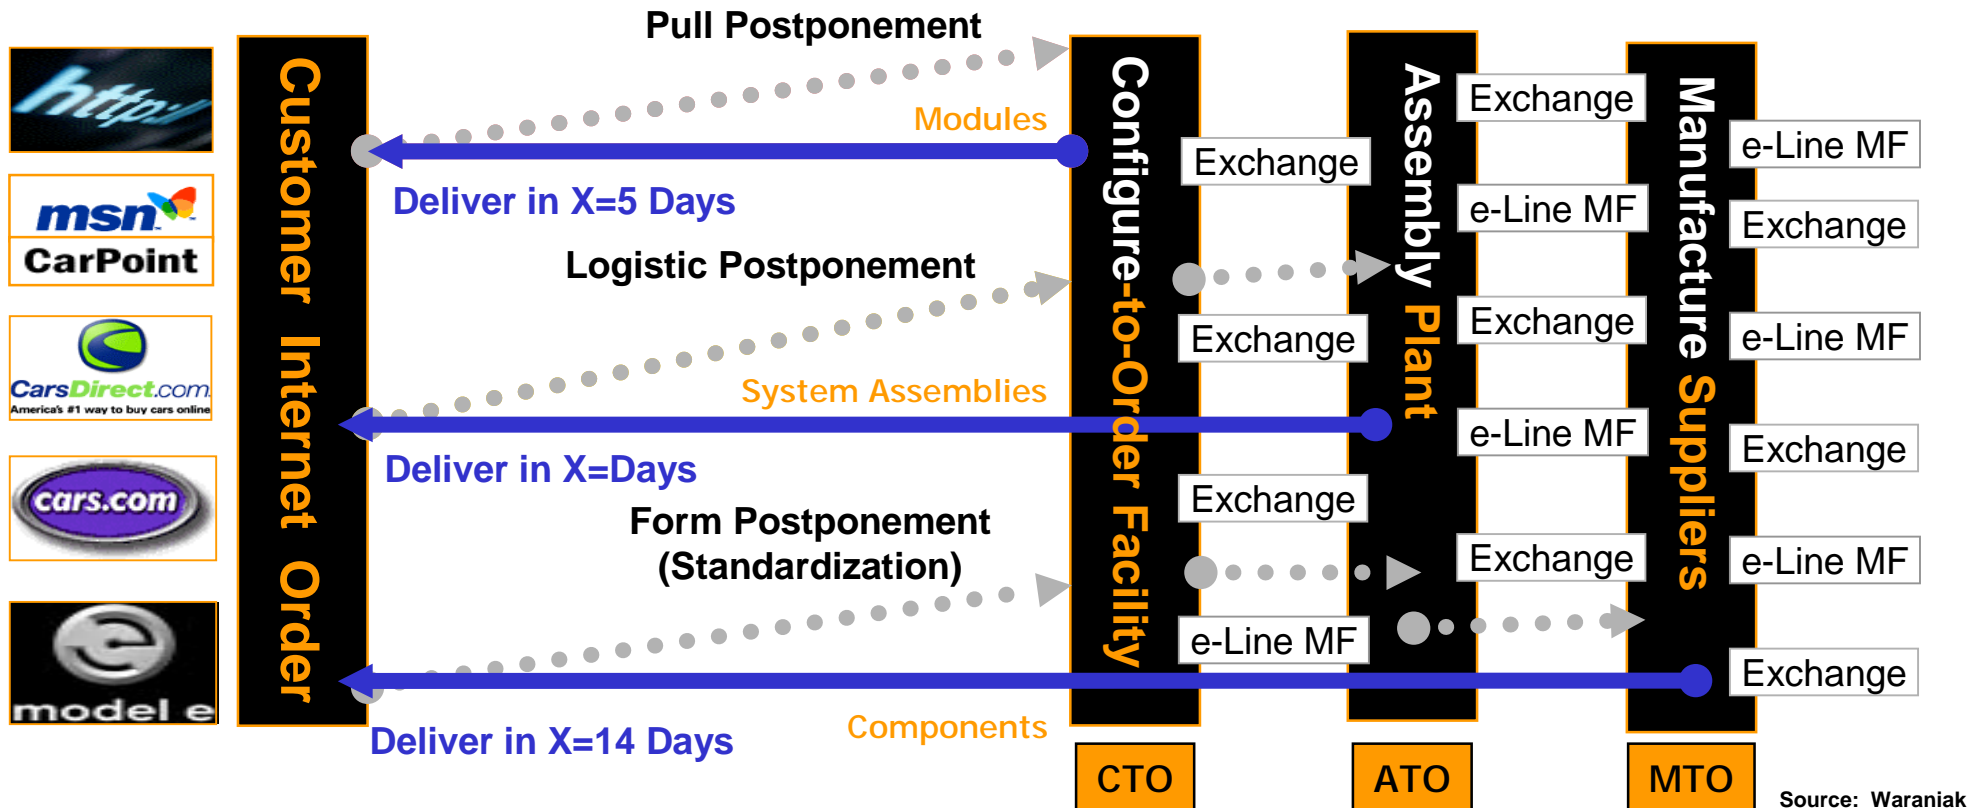 http://
msn
CarPoint
CarsDirect.com
America's #1 way to buy cars online
cars.com
model e
Customer Internet Order
Pull Postponement
Modules
Deliver in X=5 Days
Logistic Postponement
System Assemblies
Deliver in X=Days
Form Postponement
(Standardization)
Components
Deliver in X=14 Days
Configure-to-Order Facility
CTO
Exchange
Exchange
Exchange
e-Line MF
Assembly Plant
ATO
Exchange
e-Line MF
Exchange
e-Line MF
Exchange
Manufacture Suppliers
MTO
e-Line MF
Exchange
e-Line MF
Exchange
e-Line MF
Exchange
Source: Waraniak